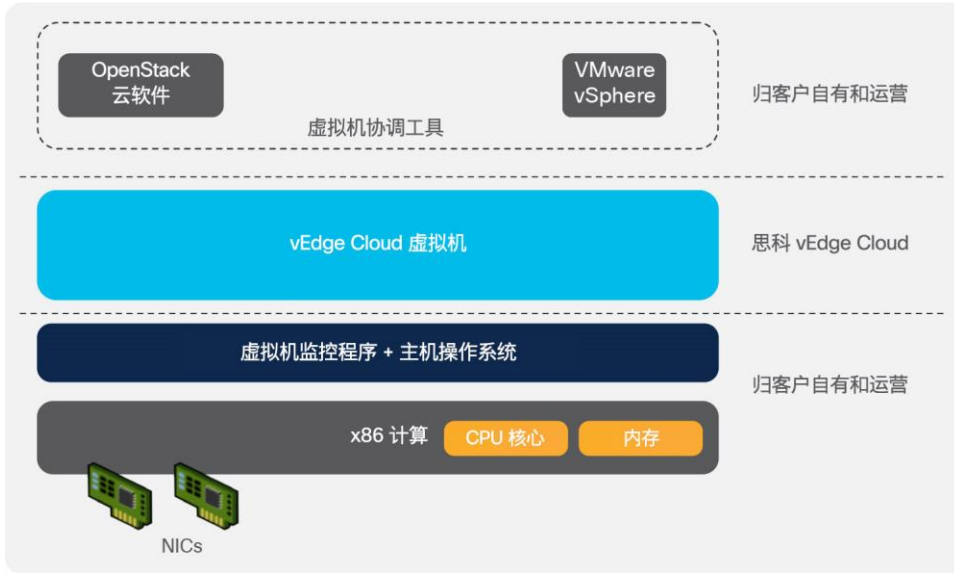 OpenStack
云软件
VMware
vSphere
虚拟机协调工具
归客户自有和运营
vEdge Cloud 虚拟机
思科 vEdge Cloud
虚拟机监控程序 + 主机操作系统
归客户自有和运营
x86 计算
CPU 核心
内存
NICs